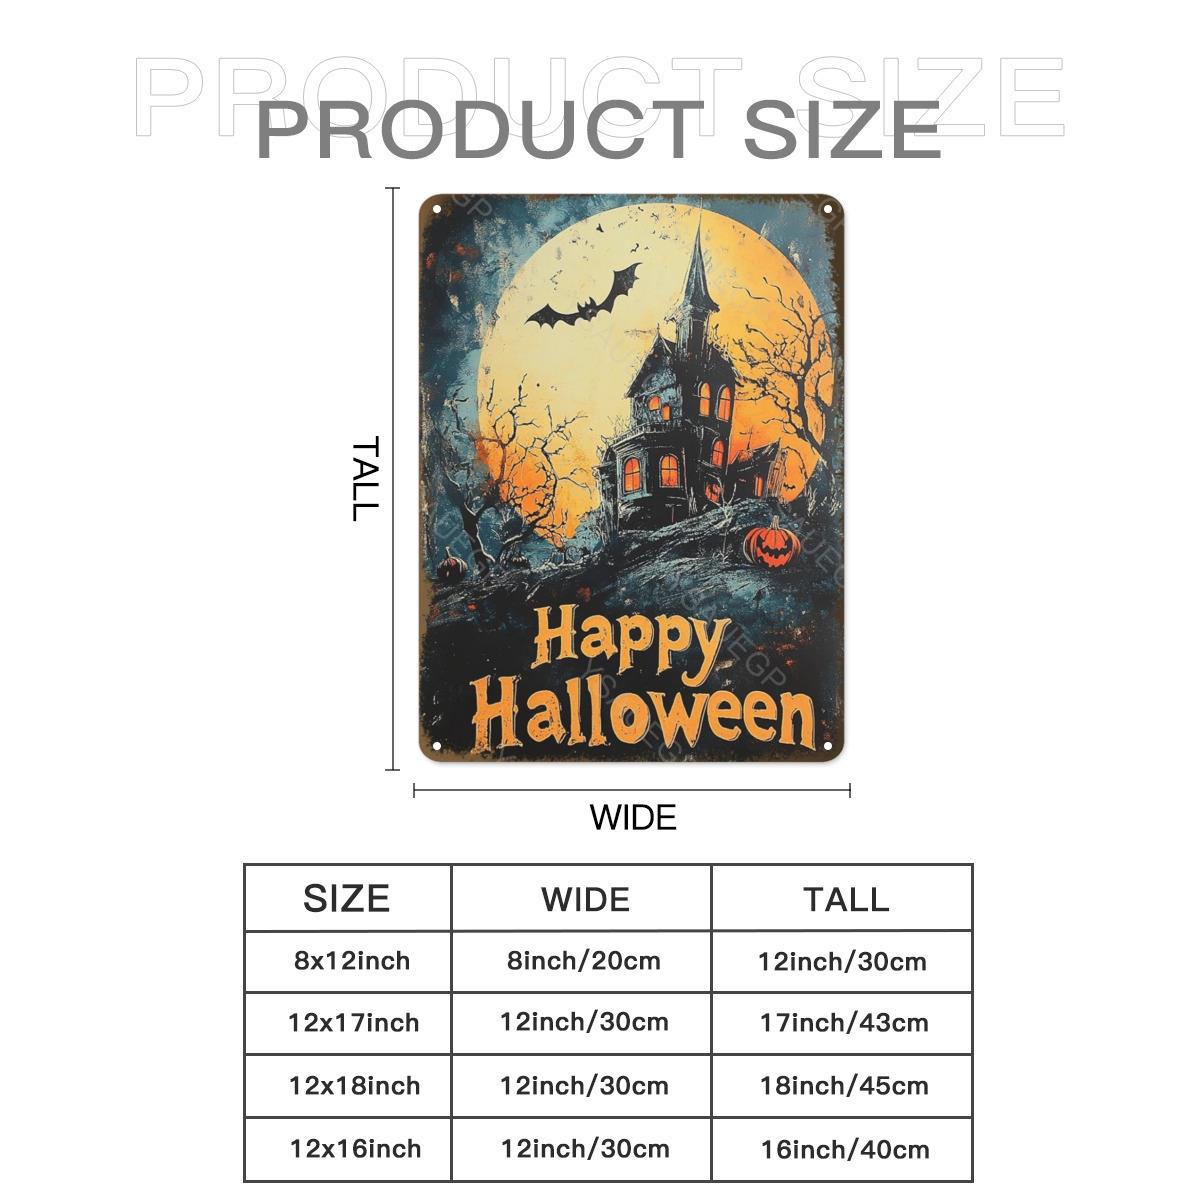 PRODUCT SIZE
PRODUCT SIZE
TALL
Happy
Halloween
YSAUEGP
WIDE
SIZE WIDE TALL
8x12inch 8inch/20cm 12inch/30cm
12x17inch 12inch/30cm 17inch/43cm
12x18inch 12inch/30cm 18inch/45cm
12x16inch 12inch/30cm 16inch/40cm